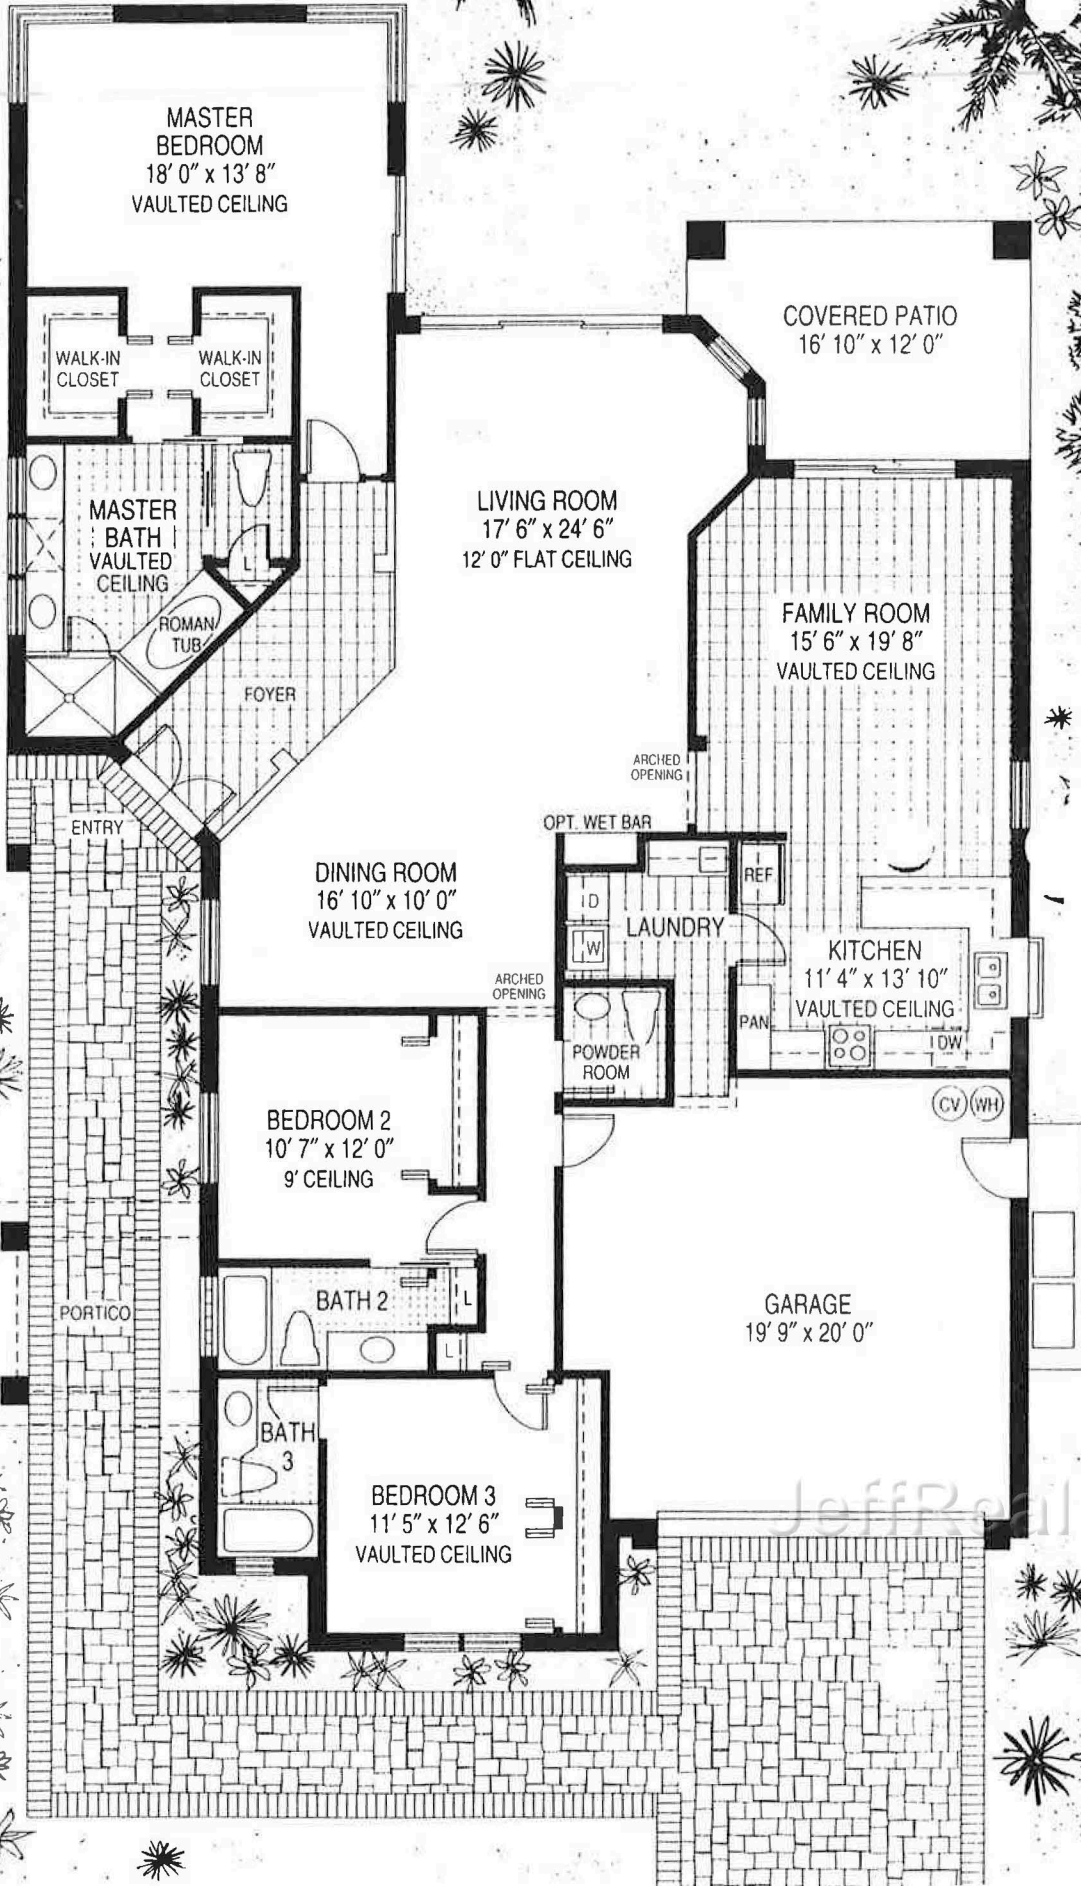 MASTER
BEDROOM
18' 0" x 13' 8"
VAULTED CEILING
COVERED PATIO
16' 10" x 12' 0"
WALK-IN
CLOSET
WALK-IN
CLOSET
MASTER
BATH
VAULTED
CEILING
L
ROMAN
TUB
LIVING ROOM
17' 6" x 24' 6"
12' 0" FLAT CEILING
FAMILY ROOM
15' 6" x 19' 8"
VAULTED CEILING
FOYER
ARCHED
OPENING
ENTRY
OPT. WET BAR
DINING ROOM
16' 10" x 10' 0"
VAULTED CEILING
REF.
D
W
LAUNDRY
KITCHEN
11' 4" x 13' 10"
VAULTED CEILING
ARCHED
OPENING
PAN
DW
POWDER
ROOM
CV
WH
BEDROOM 2
10' 7" x 12' 0"
9' CEILING
BATH 2
L
L
PORTICO
GARAGE
19' 9" x 20' 0"
BATH
3
BEDROOM 3
11' 5" x 12' 6"
VAULTED CEILING
JeffReal